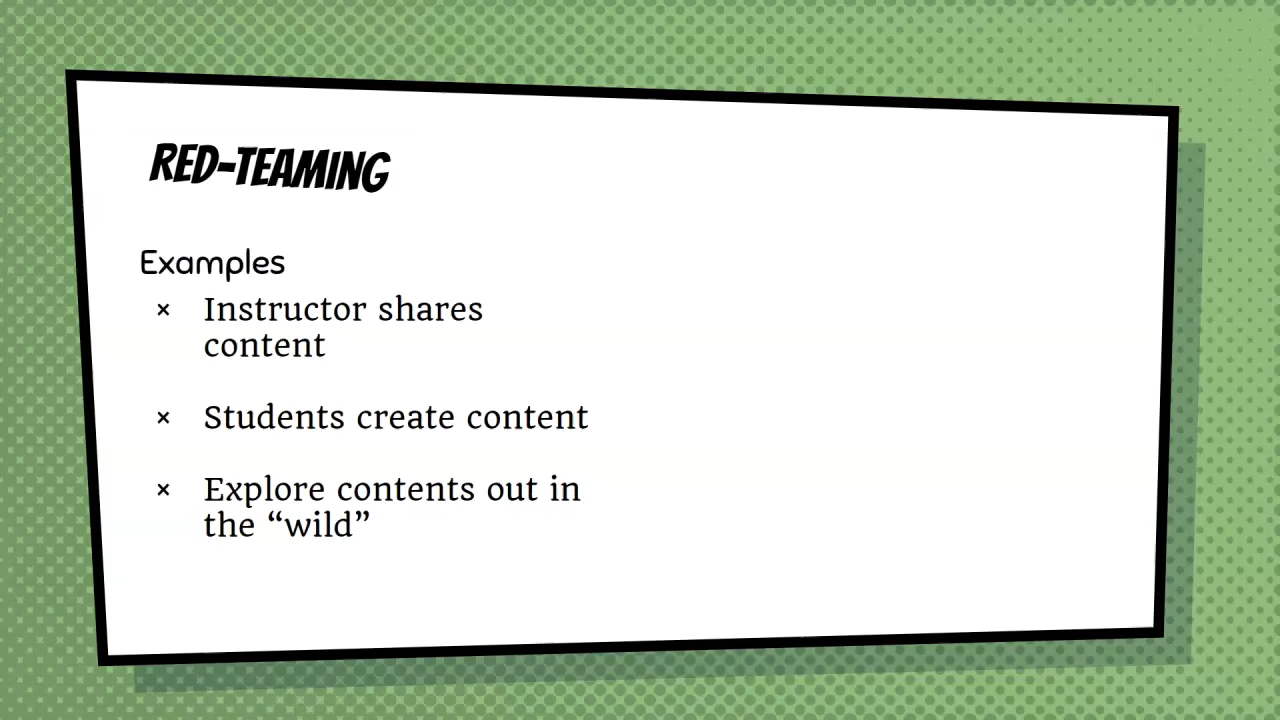 RED-TEAMING
Examples
× Instructor shares
content
× Students create content
× Explore contents out in
the “wild”